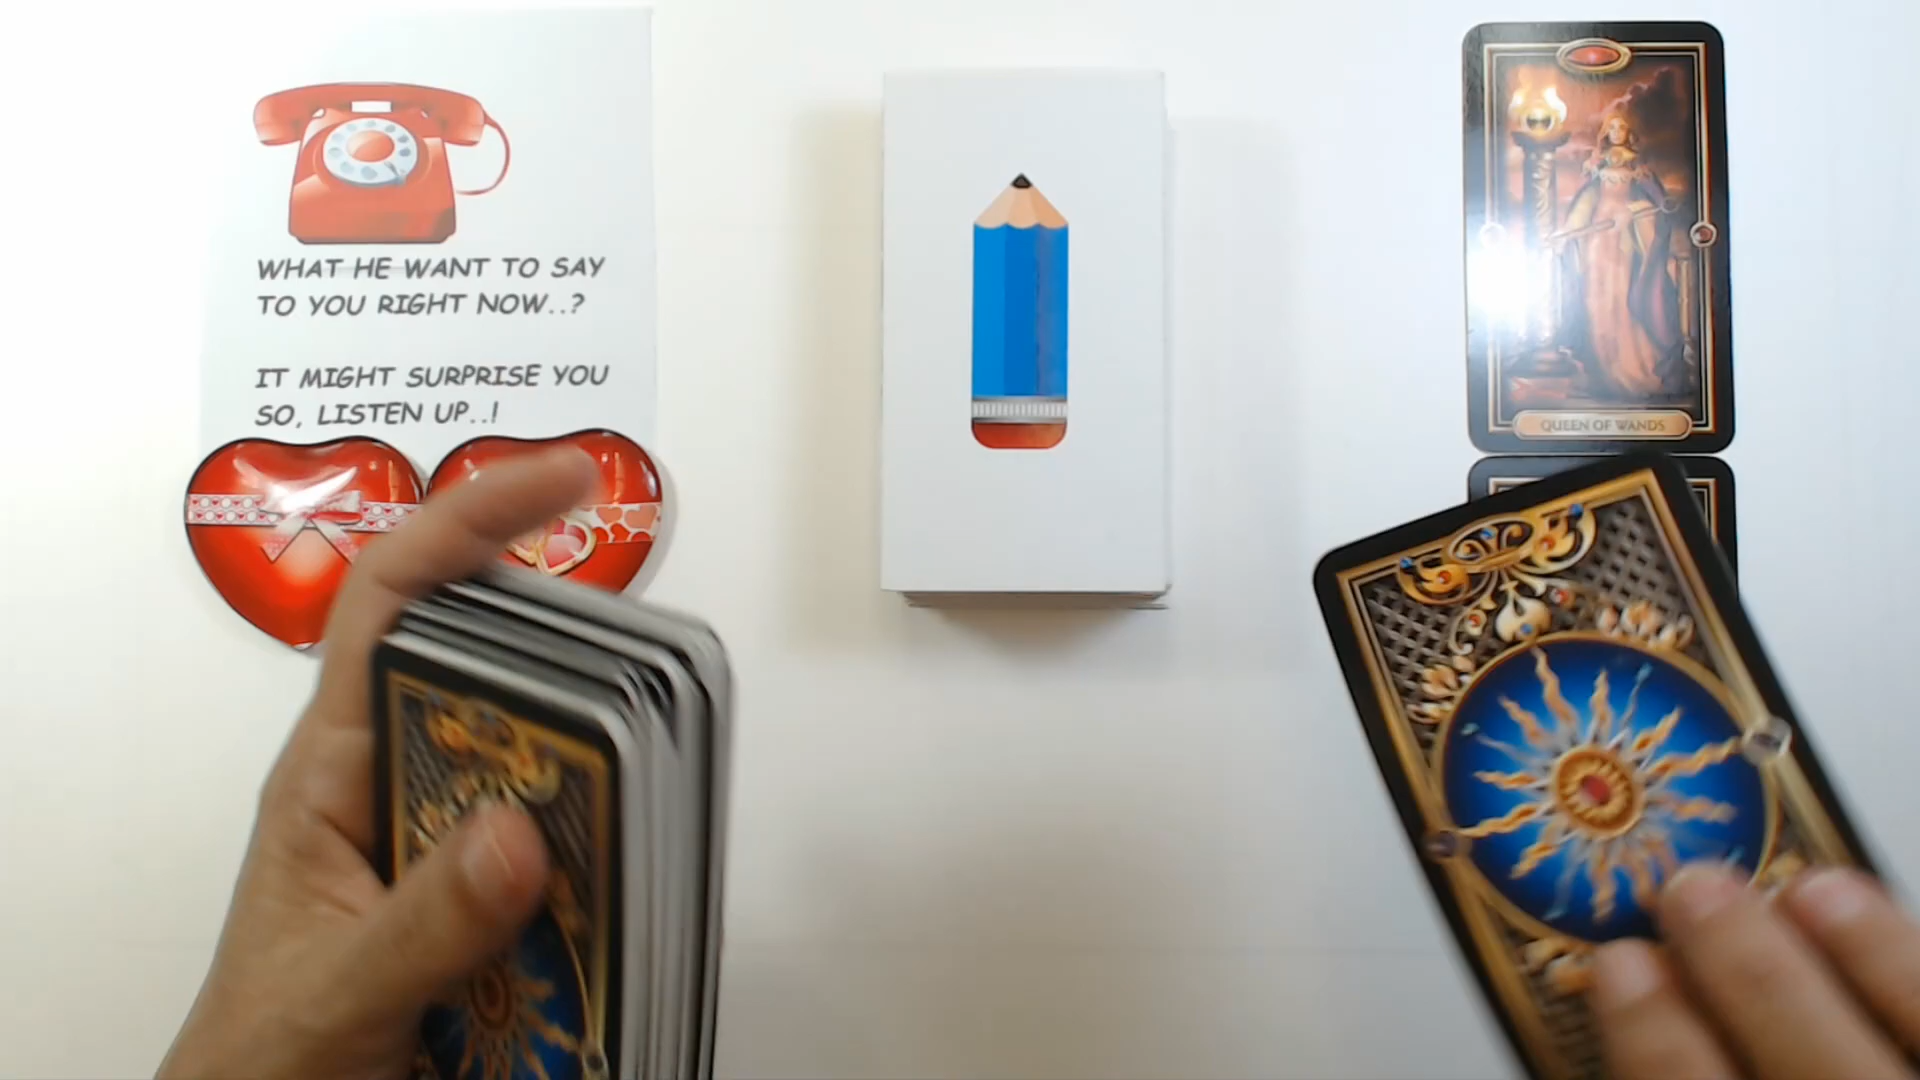 WHAT HE WANT TO SAY
TO YOU RIGHT NOW..?
IT MIGHT SURPRISE YOU
SO, LISTEN UP..!
QUEEN OF WANDS